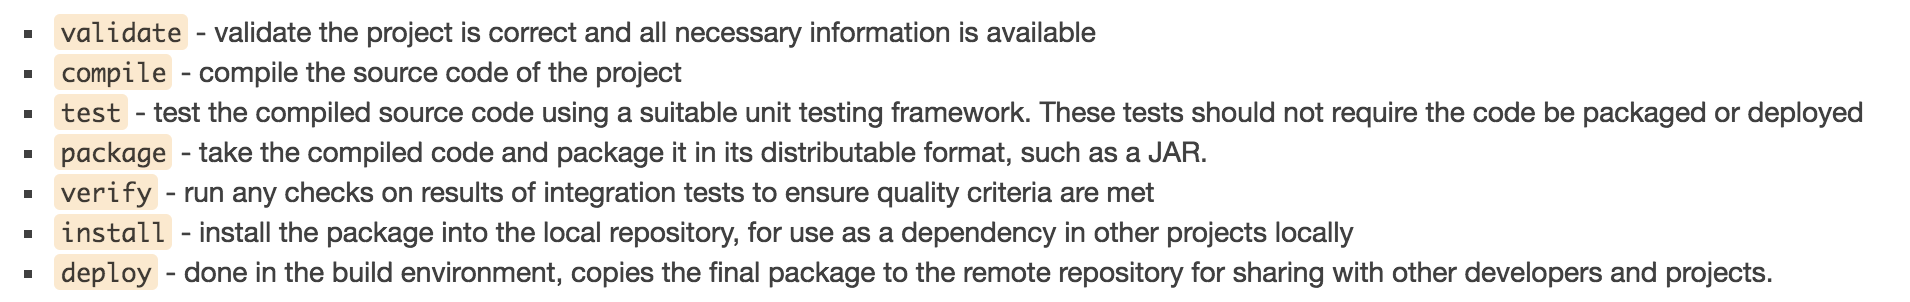 ▪ validate - validate the project is correct and all necessary information is available
▪ compile - compile the source code of the project
▪ test - test the compiled source code using a suitable unit testing framework. These tests should not require the code be packaged or deployed
▪ package - take the compiled code and package it in its distributable format, such as a JAR.
▪ verify - run any checks on results of integration tests to ensure quality criteria are met
▪ install - install the package into the local repository, for use as a dependency in other projects locally
▪ deploy - done in the build environment, copies the final package to the remote repository for sharing with other developers and projects.